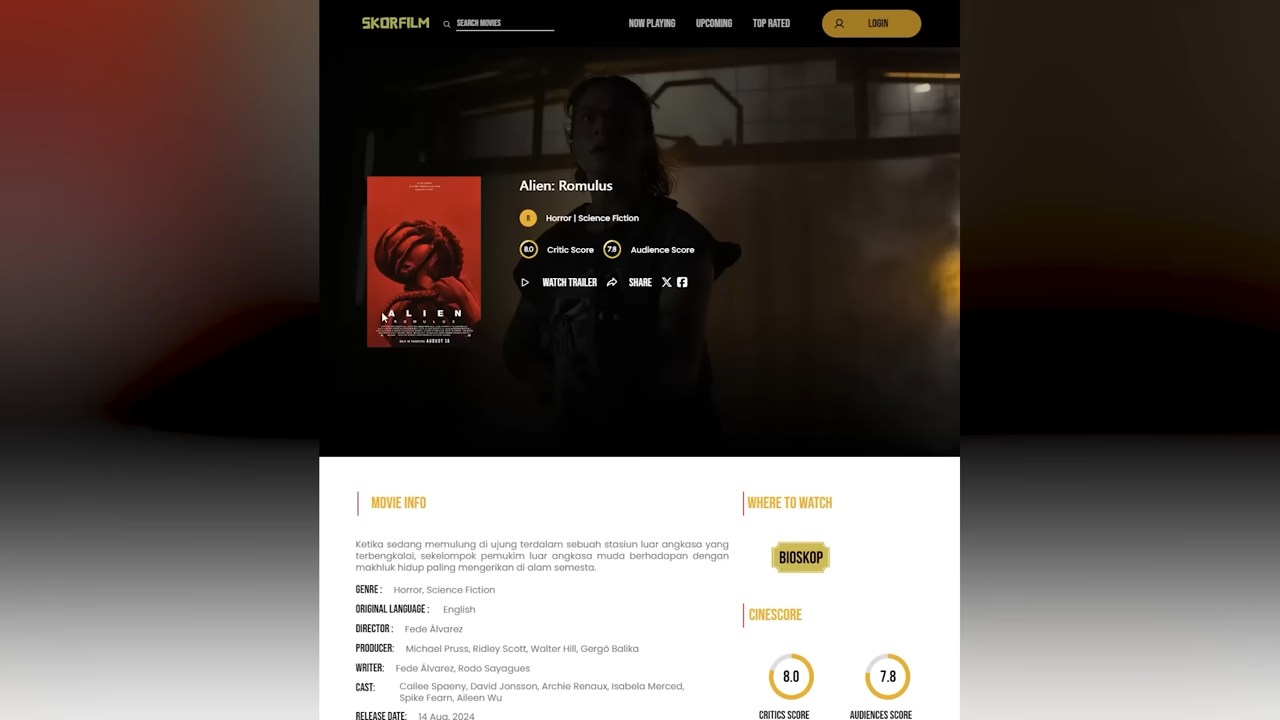 SKORFILM
SEARCH MOVIES
NOW PLAYING
UPCOMING
TOP RATED
LOGIN
Alien: Romulus
R
Horror | Science Fiction
8.0
Critic Score
7.8
Audience Score
WATCH TRAILER
SHARE
ALIEN
ROMULUS
AUGUST 16
MOVIE INFO
Ketika sedang memulung di ujung terdalam sebuah stasiun luar angkasa yang
terbengkalai, sekelompok pemukim luar angkasa muda berhadapan dengan
makhluk hidup paling mengerikan di alam semesta.
GENRE : Horror, Science Fiction
ORIGINAL LANGUAGE : English
DIRECTOR : Fede Álvarez
PRODUCER: Michael Pruss, Ridley Scott, Walter Hill, Gergő Balika
WRITER: Fede Álvarez, Rodo Sayagues
CAST: Cailee Spaeny, David Jonsson, Archie Renaux, Isabela Merced,
Spike Fearn, Aileen Wu
RELEASE DATE: 14 Aug, 2024
WHERE TO WATCH
BIOSKOP
CINESCORE
8.0
7.8
CRITICS SCORE
AUDIENCES SCORE